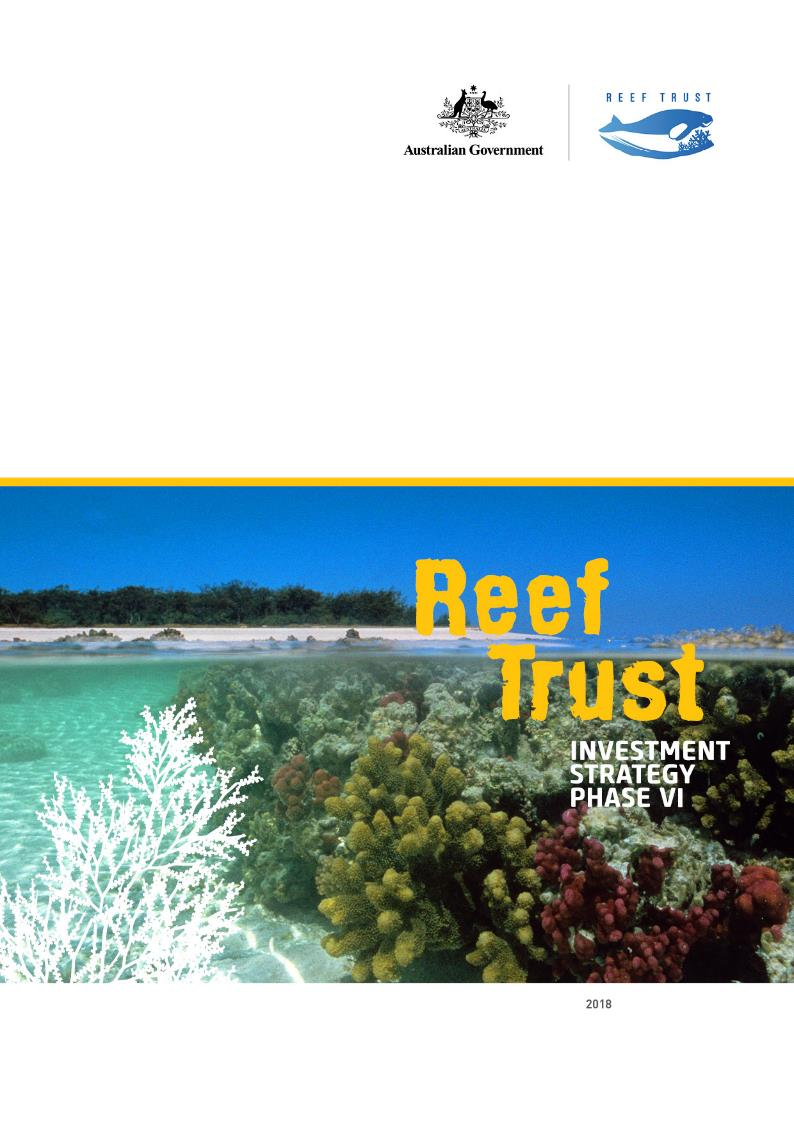 Australian Government
REEF TRUST
Reef
Trust
INVESTMENT
STRATEGY
PHASE VI
2018